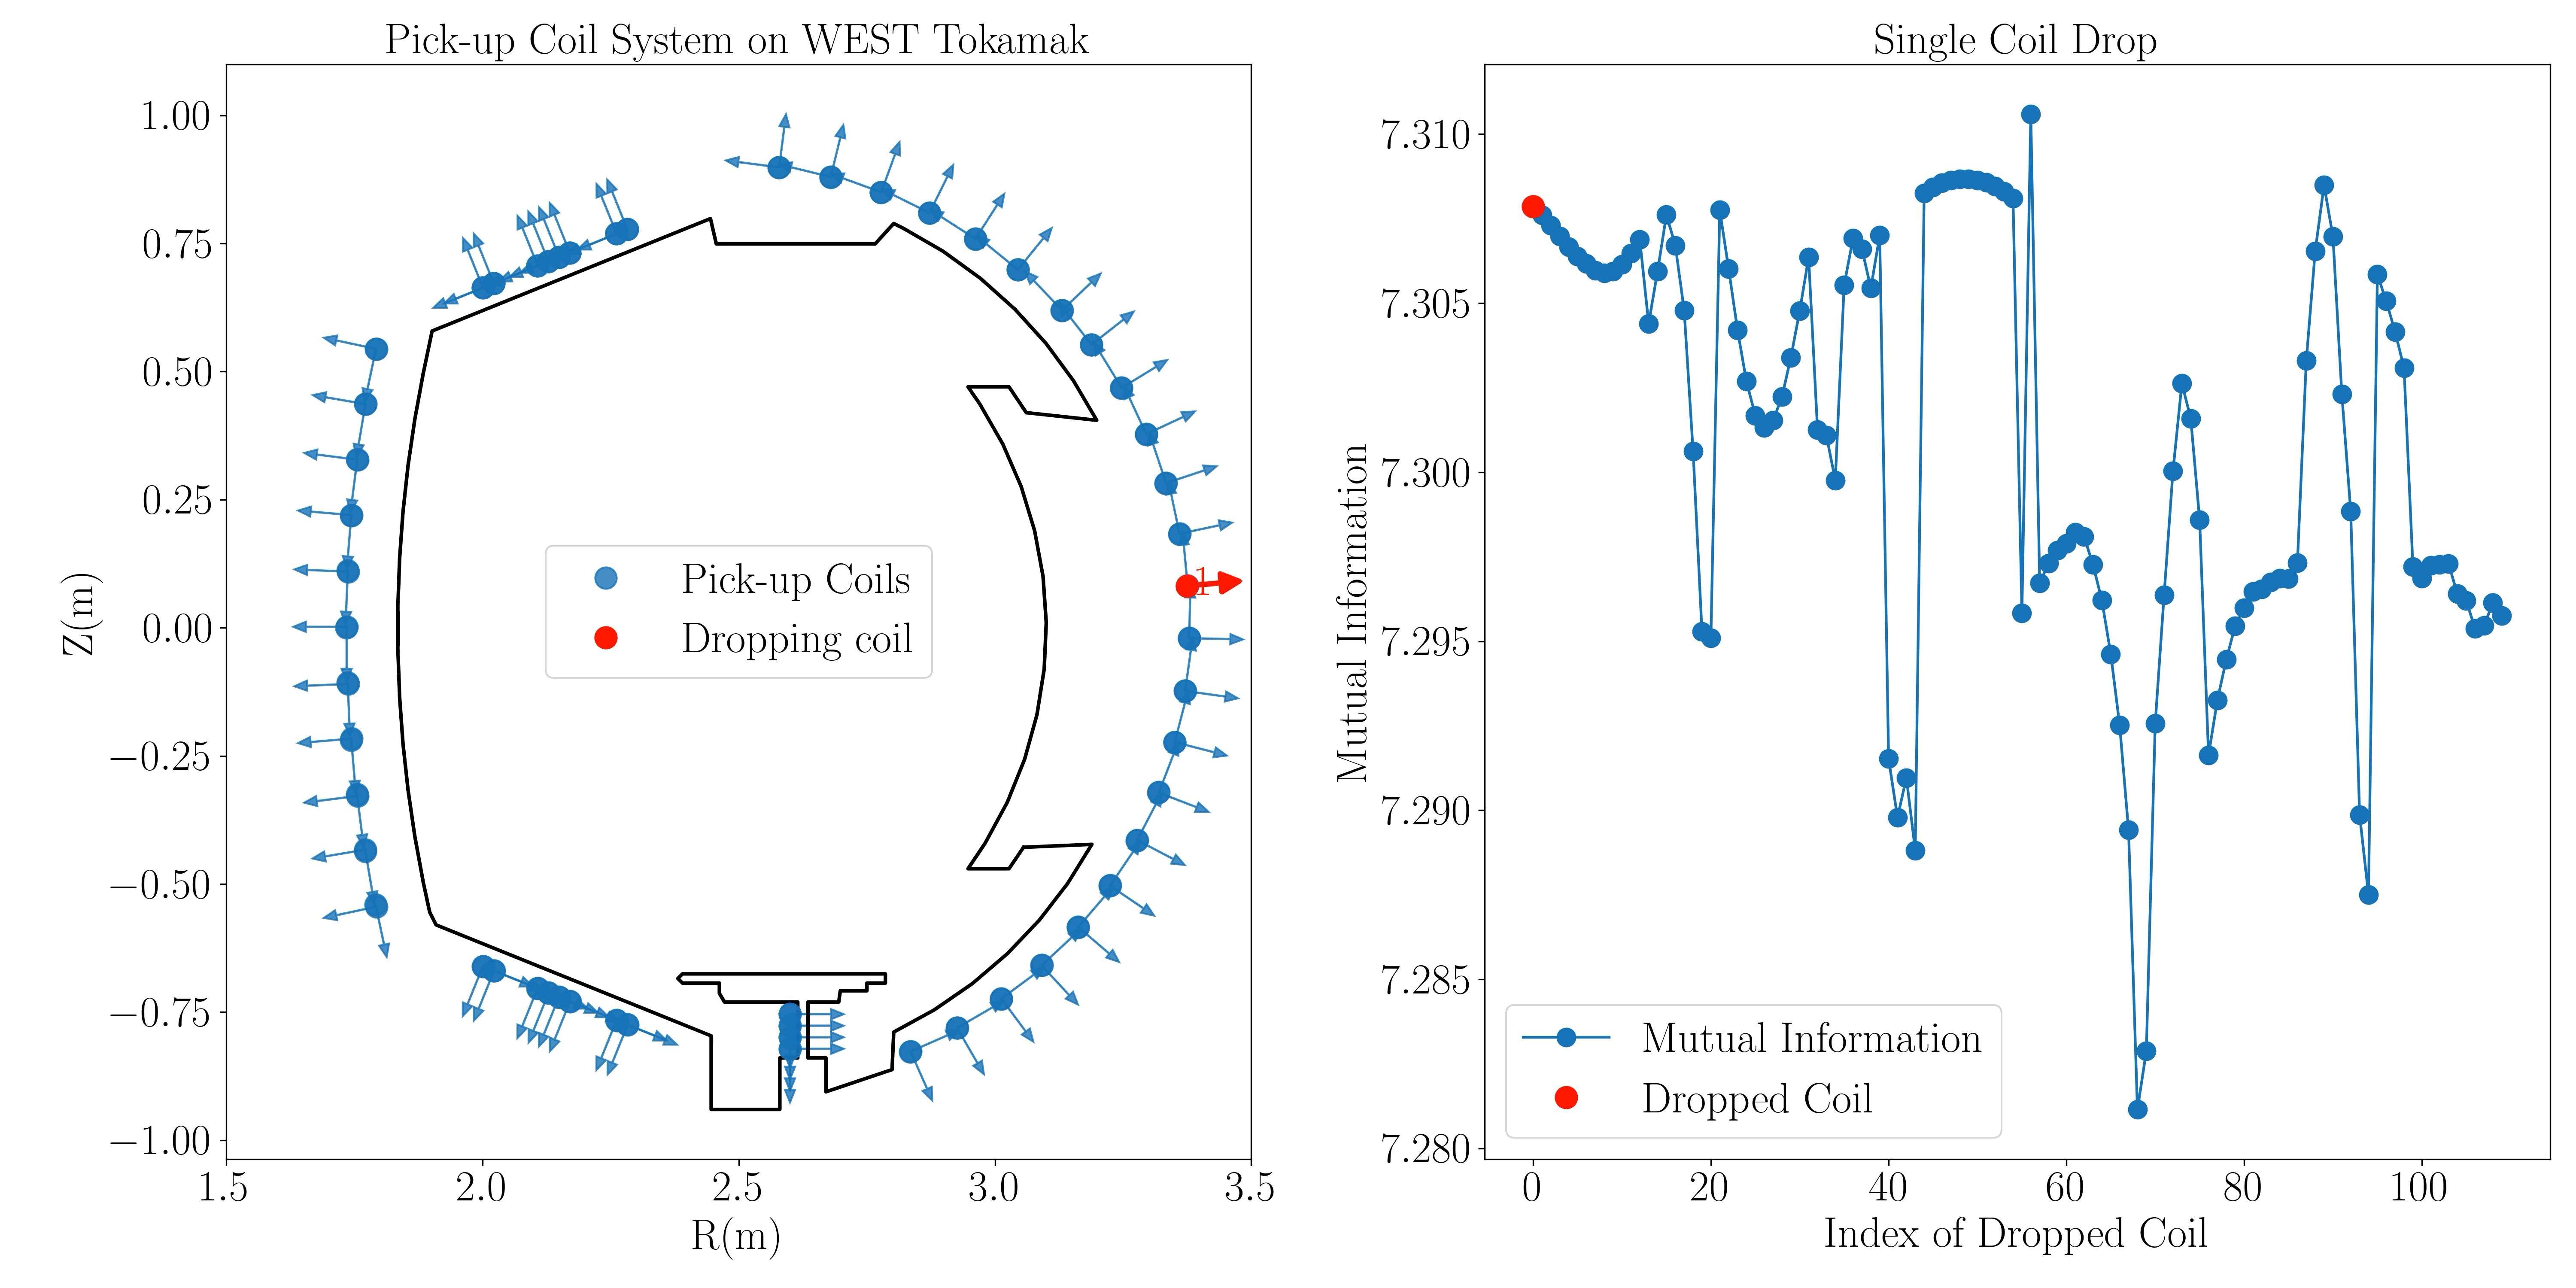 Pick-up Coil System on WEST Tokamak
1.00
0.75
0.50
0.25
0.00
−0.25
−0.50
−0.75
−1.00
Z(m)
1.5
2.0
2.5
3.0
3.5
R(m)
Pick-up Coils
Dropping coil
1
Single Coil Drop
7.310
7.305
7.300
7.295
7.290
7.285
7.280
Mutual Information
0
20
40
60
80
100
Index of Dropped Coil
Mutual Information
Dropped Coil